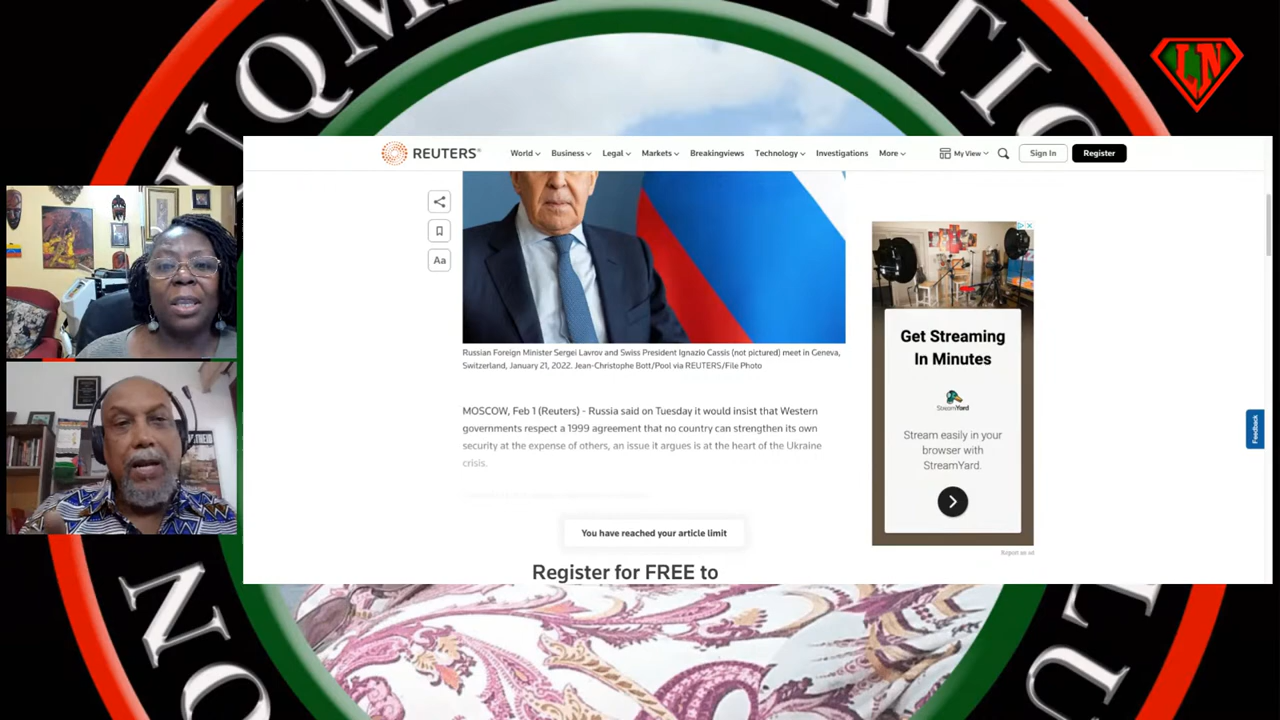 LN
REUTERS®
World
Business
Legal
Markets
Breakingviews
Technology
Investigations
More
My View
Sign In
Register
Aa
Russian Foreign Minister Sergei Lavrov and Swiss President Ignazio Cassis (not pictured) meet in Geneva,
Switzerland, January 21, 2022. Jean-Christophe Bott/Pool via REUTERS/File Photo
MOSCOW, Feb 1 (Reuters) - Russia said on Tuesday it would insist that Western
governments respect a 1999 agreement that no country can strengthen its own
security at the expense of others, an issue it argues is at the heart of the Ukraine
crisis.
You have reached your article limit
Register for FREE to
Get Streaming
In Minutes
StreamYard
Stream easily in your
browser with
StreamYard.
Report an ad
Feedback